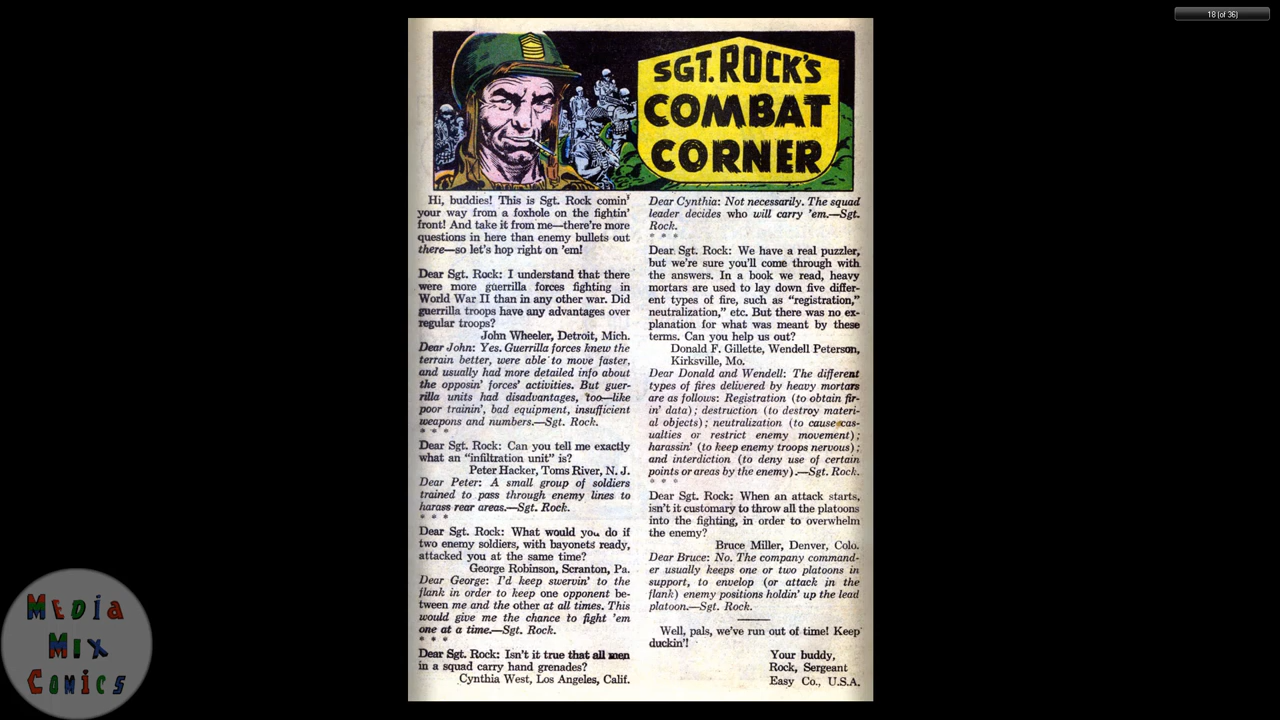 18 (of 36)
SGT. ROCK'S
COMBAT
CORNER
Hi, buddies! This is Sgt. Rock comin'
your way from a foxhole on the fightin'
front! And take it from me—there're more
questions in here than enemy bullets out
there—so let's hop right on 'em!
Dear Sgt. Rock: I understand that there
were more guerrilla forces fighting in
World War II than in any other war. Did
guerrilla troops have any advantages over
regular troops?
John Wheeler, Detroit, Mich.
Dear John: Yes. Guerrilla forces knew the
terrain better, were able to move faster,
and usually had more detailed info about
the opposin' forces' activities. But guer-
rilla units had disadvantages, too—like
poor trainin', bad equipment, insufficient
weapons and numbers.—Sgt. Rock.
* * *
Dear Sgt. Rock: Can you tell me exactly
what an "infiltration unit" is?
Peter Hacker, Toms River, N. J.
Dear Peter: A small group of soldiers
trained to pass through enemy lines to
harass rear areas.—Sgt. Rock.
* * *
Dear Sgt. Rock: What would you do if
two enemy soldiers, with bayonets ready,
attacked you at the same time?
George Robinson, Scranton, Pa.
Dear George: I'd keep swervin' to the
flank in order to keep one opponent be-
tween me and the other at all times. This
would give me the chance to fight 'em
one at a time.—Sgt. Rock.
* * *
Dear Sgt. Rock: Isn't it true that all men
in a squad carry hand grenades?
Cynthia West, Los Angeles, Calif.
Dear Cynthia: Not necessarily. The squad
leader decides who will carry 'em.—Sgt.
Rock.
* * *
Dear Sgt. Rock: We have a real puzzler,
but we're sure you'll come through with
the answers. In a book we read, heavy
mortars are used to lay down five differ-
ent types of fire, such as "registration,"
neutralization," etc. But there was no ex-
planation for what was meant by these
terms. Can you help us out?
Donald F. Gillette, Wendell Peterson,
Kirksville, Mo.
Dear Donald and Wendell: The different
types of fires delivered by heavy mortars
are as follows: Registration (to obtain fir-
in' data); destruction (to destroy materi-
al objects); neutralization (to cause cas-
ualties or restrict enemy movement);
harassin' (to keep enemy troops nervous);
and interdiction (to deny use of certain
points or areas by the enemy).—Sgt. Rock.
* * *
Dear Sgt. Rock: When an attack starts,
isn't it customary to throw all the platoons
into the fighting, in order to overwhelm
the enemy?
Bruce Miller, Denver, Colo.
Dear Bruce: No. The company command-
er usually keeps one or two platoons in
support, to envelop (or attack in the
flank) enemy positions holdin' up the lead
platoon.—Sgt. Rock.
Well, pals, we've run out of time! Keep
duckin'!
Your buddy,
Rock, Sergeant
Easy Co., U.S.A.
MEDIA
MIX
COMICS